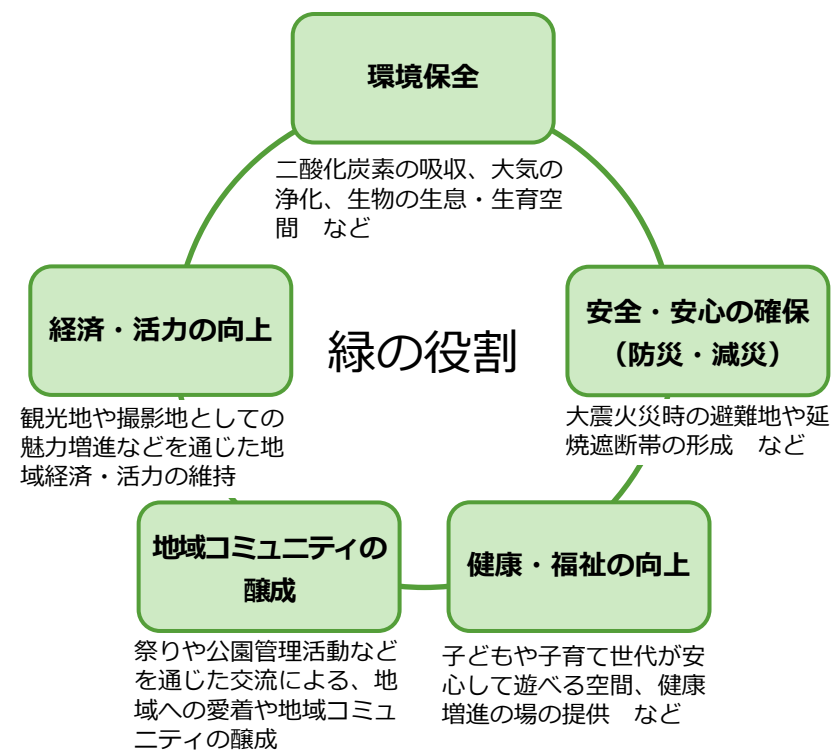 環境保全
二酸化炭素の吸収、大気の
浄化、生物の生息・生育空
間　など
経済・活力の向上
観光地や撮影地としての
魅力増進などを通じた地
域経済・活力の維持
緑の役割
安全・安心の確保
（防災・減災）
大震火災時の避難地や延
焼遮断帯の形成　など
地域コミュニティの
醸成
祭りや公園管理活動など
を通じた交流による、地
域への愛着や地域コミュ
ニティの醸成
健康・福祉の向上
子どもや子育て世代が安
心して遊べる空間、健康
増進の場の提供　など